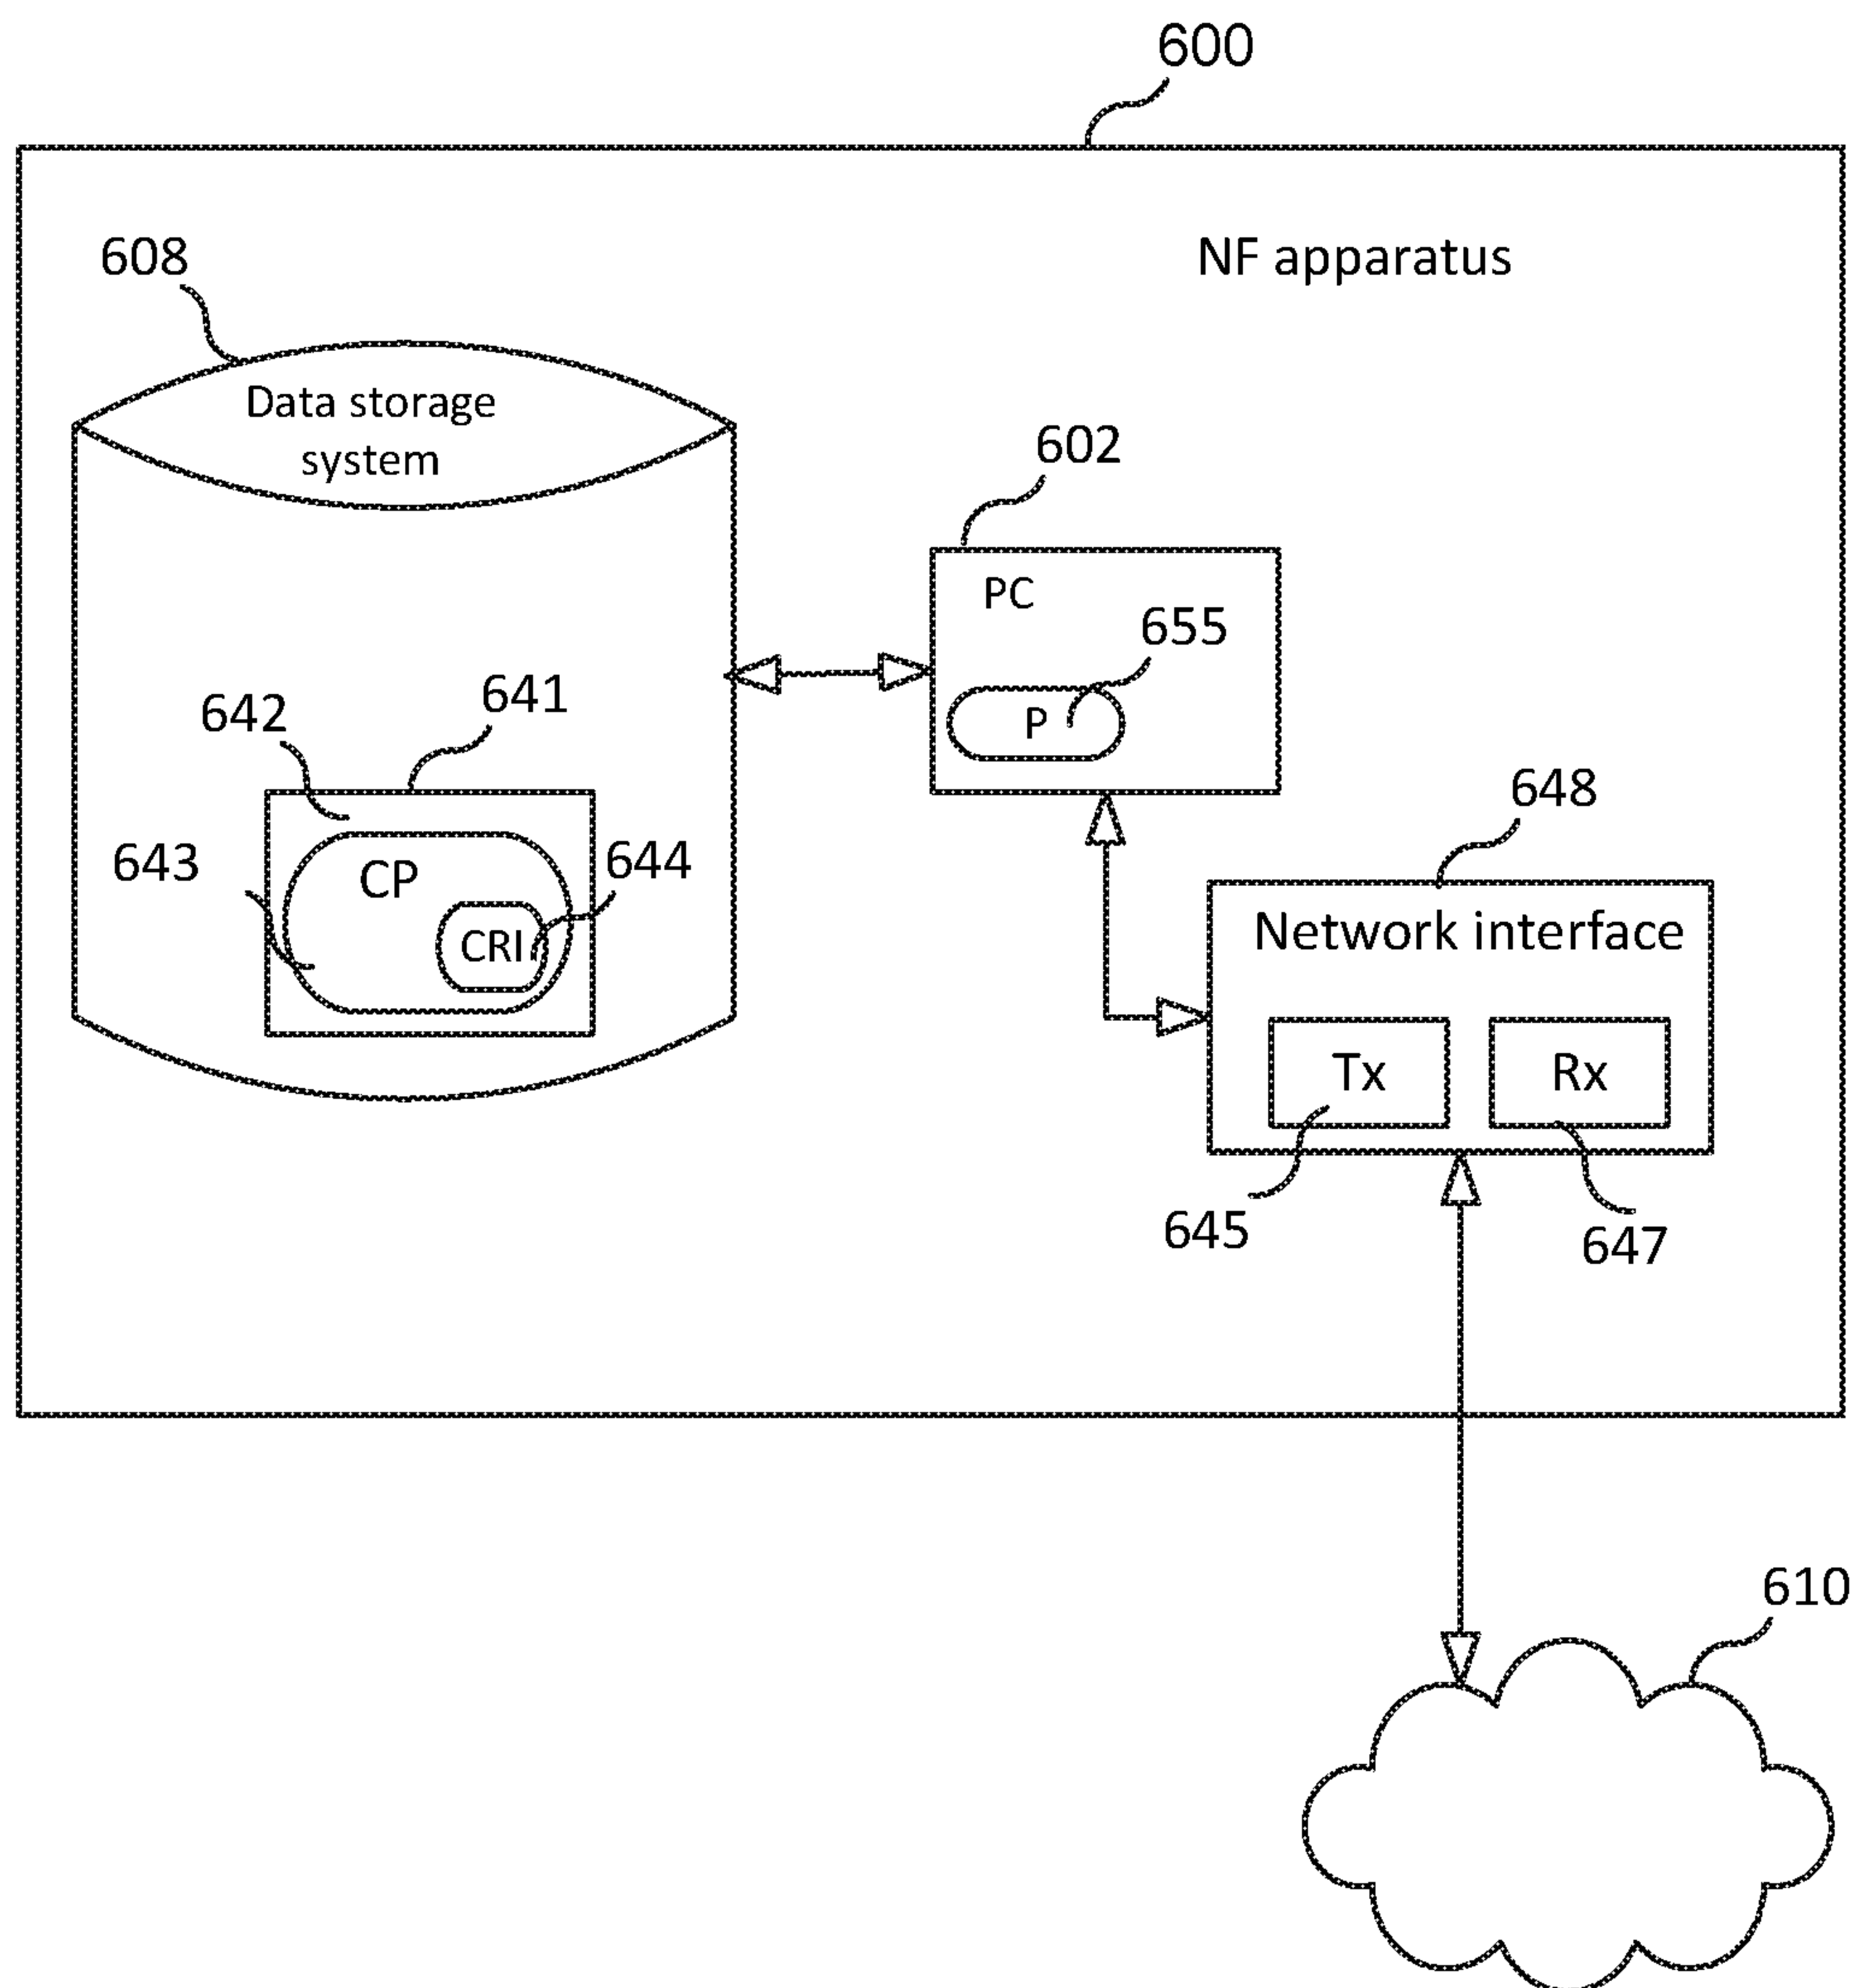 600
NF apparatus
608
Data storage
system
602
PC
655
P
641
642
643
CP
644
CRI
648
Network interface
Tx
Rx
645
647
610